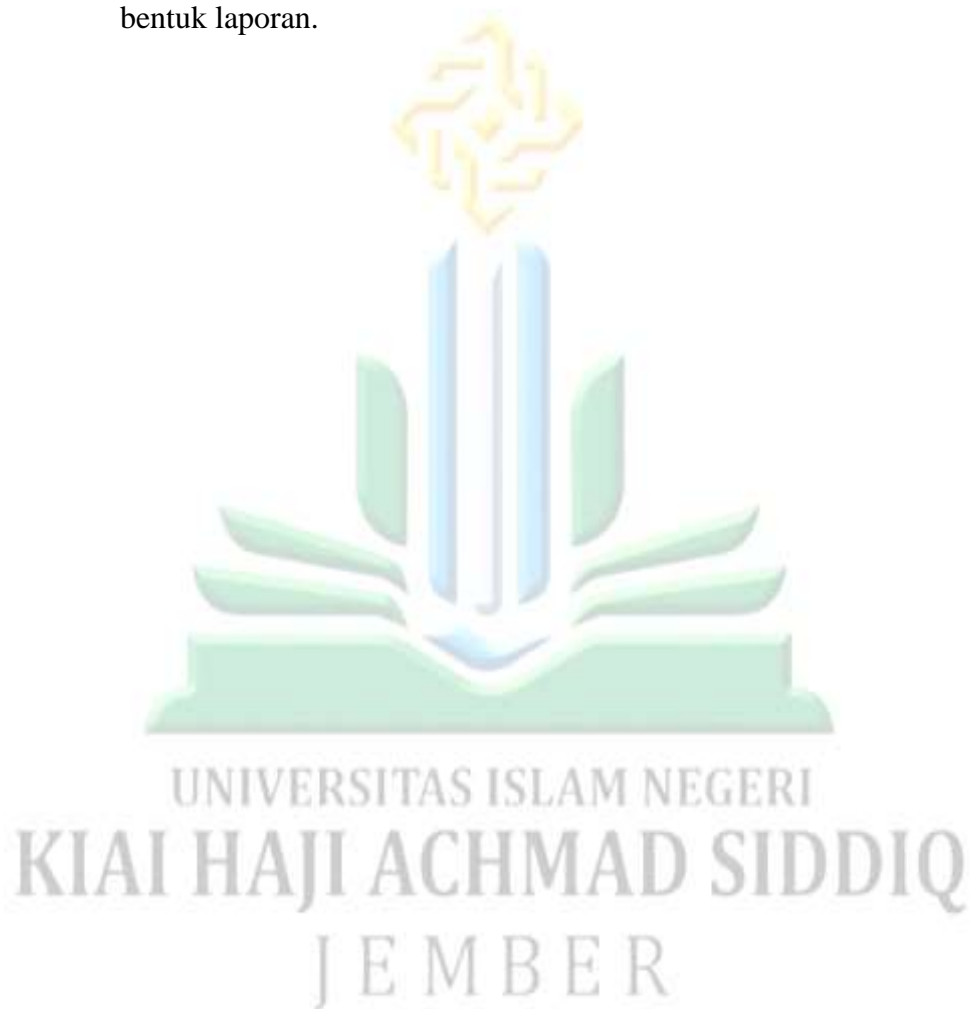 bentuk laporan.
UNIVERSITAS ISLAM NEGERI
KIAI HAJI ACHMAD SIDDIQ
JEMBER